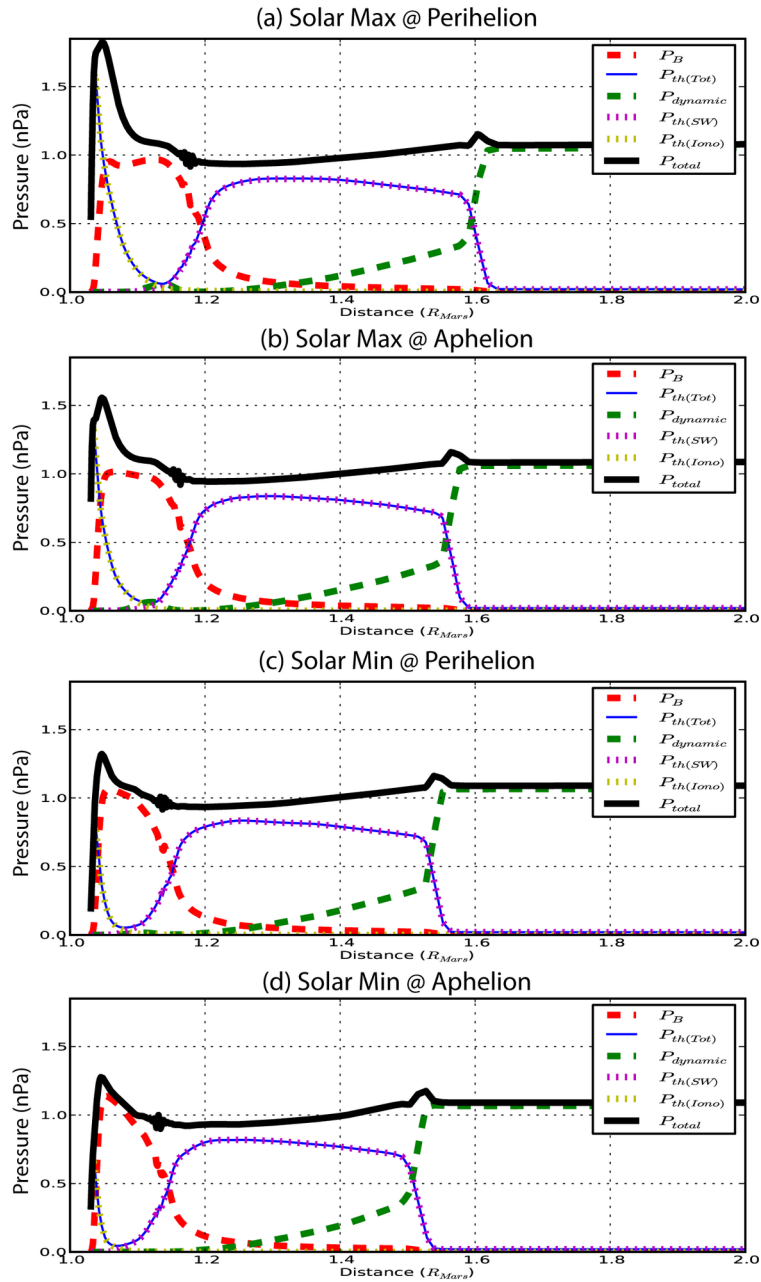 (a) Solar Max @ Perihelion
Pressure (nPa)
1.5
1.0
0.5
0.0
P_B
P_th(Tot)
P_dynamic
P_th(SW)
P_th(Iono)
P_total
1.0 1.2 1.4 1.6 1.8 2.0
Distance (R_Mars)
(b) Solar Max @ Aphelion
Pressure (nPa)
1.5
1.0
0.5
0.0
P_B
P_th(Tot)
P_dynamic
P_th(SW)
P_th(Iono)
P_total
1.0 1.2 1.4 1.6 1.8 2.0
Distance (R_Mars)
(c) Solar Min @ Perihelion
Pressure (nPa)
1.5
1.0
0.5
0.0
P_B
P_th(Tot)
P_dynamic
P_th(SW)
P_th(Iono)
P_total
1.0 1.2 1.4 1.6 1.8 2.0
Distance (R_Mars)
(d) Solar Min @ Aphelion
Pressure (nPa)
1.5
1.0
0.5
0.0
P_B
P_th(Tot)
P_dynamic
P_th(SW)
P_th(Iono)
P_total
1.0 1.2 1.4 1.6 1.8 2.0
Distance (R_Mars)